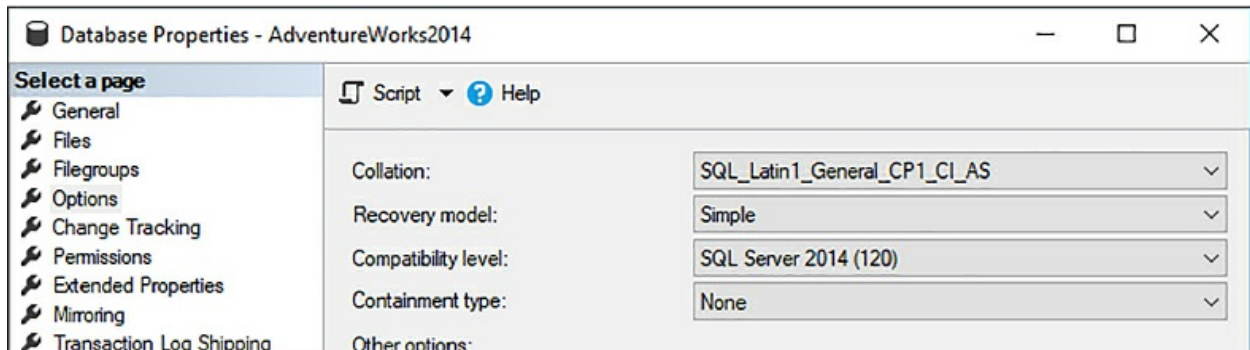 Database Properties - AdventureWorks2014
Select a page
General
Files
Filegroups
Options
Change Tracking
Permissions
Extended Properties
Mirroring
Transaction Log Shipping
Script Help
Collation: SQL_Latin1_General_CP1_CI_AS
Recovery model: Simple
Compatibility level: SQL Server 2014 (120)
Containment type: None
Other options: